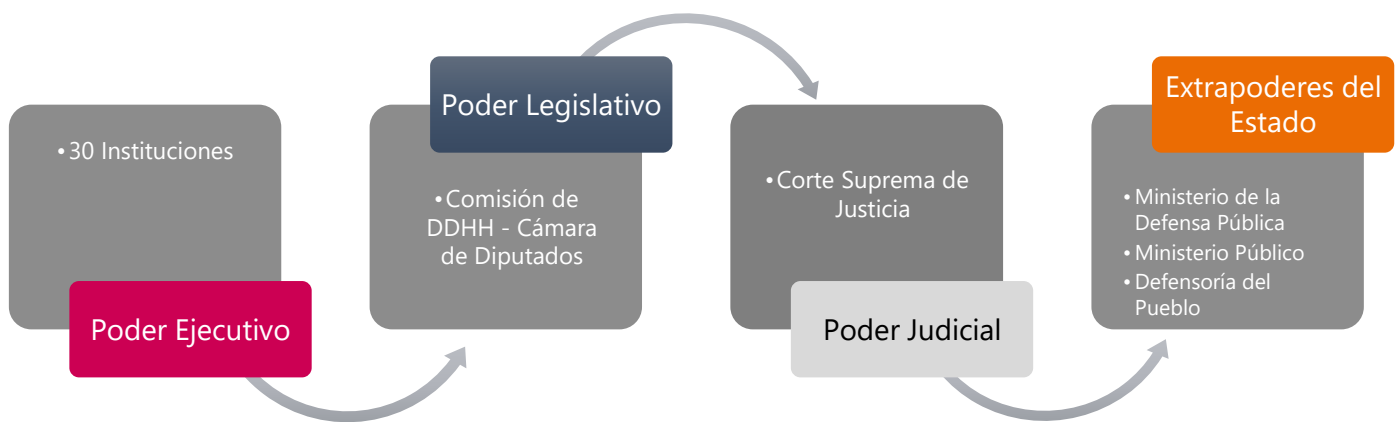 • 30 Instituciones
Poder Ejecutivo
Poder Legislativo
• Comisión de
DDHH - Cámara
de Diputados
• Corte Suprema de
Justicia
Poder Judicial
Extrapoderes del
Estado
• Ministerio de la
Defensa Pública
• Ministerio Público
• Defensoría del
Pueblo